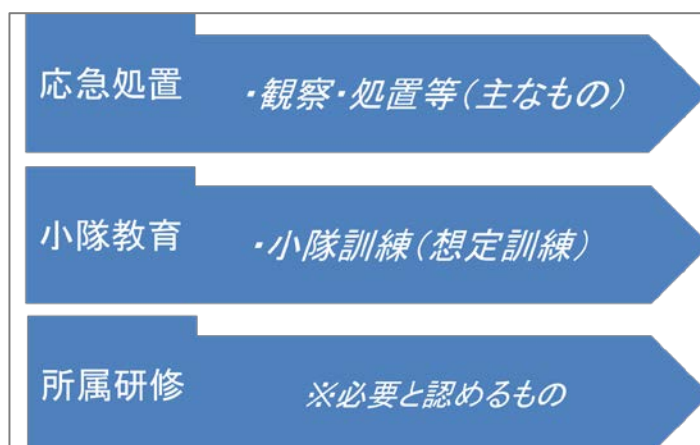 応急処置
・観察・処置等(主なもの)
小隊教育
・小隊訓練(想定訓練)
所属研修
※必要と認めるもの